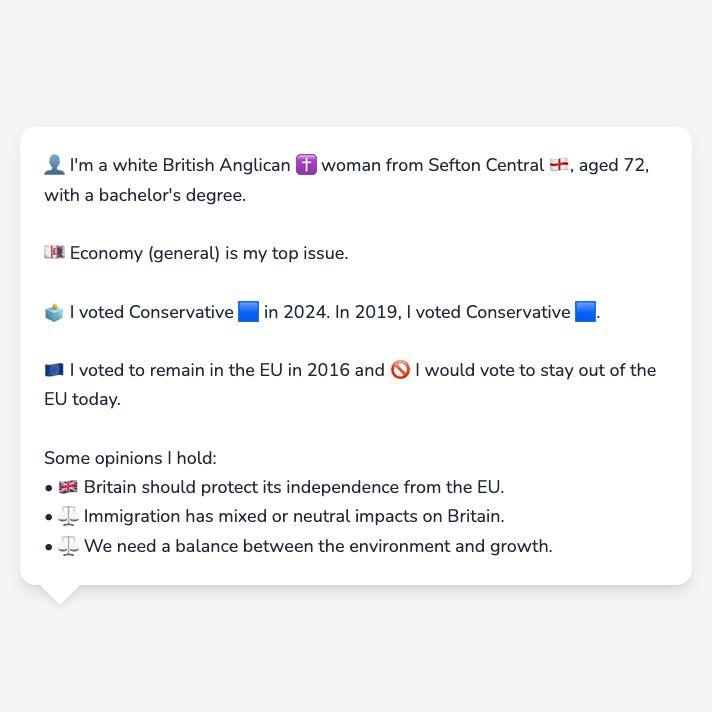 👤 I'm a white British Anglican ✝️ woman from Sefton Central 🏴󠁧󠁢󠁥󠁮󠁧󠁿, aged 72,
with a bachelor's degree.
💷 Economy (general) is my top issue.
🗳️ I voted Conservative 🟦 in 2024. In 2019, I voted Conservative 🟦.
🇪🇺 I voted to remain in the EU in 2016 and 🚫 I would vote to stay out of the
EU today.
Some opinions I hold:
• 🇬🇧 Britain should protect its independence from the EU.
• ⚖️ Immigration has mixed or neutral impacts on Britain.
• ⚖️ We need a balance between the environment and growth.